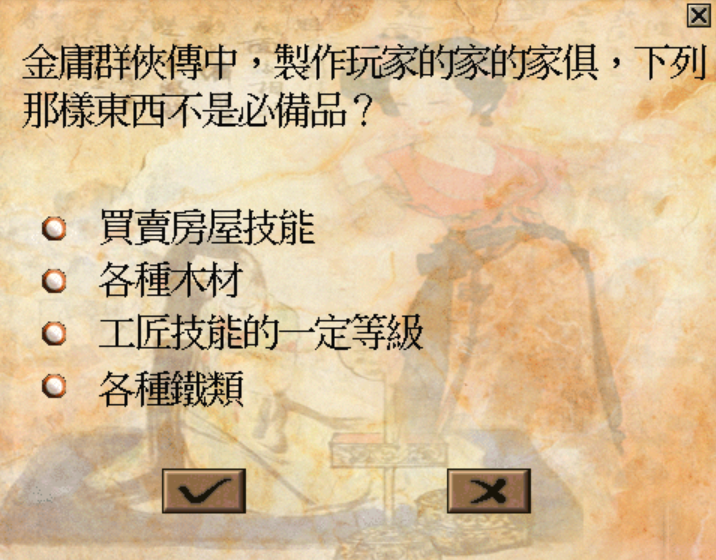 金庸群俠傳中，製作玩家的家的家俱，下列
那樣東西不是必備品？
買賣房屋技能
各種木材
工匠技能的一定等級
各種鐵類